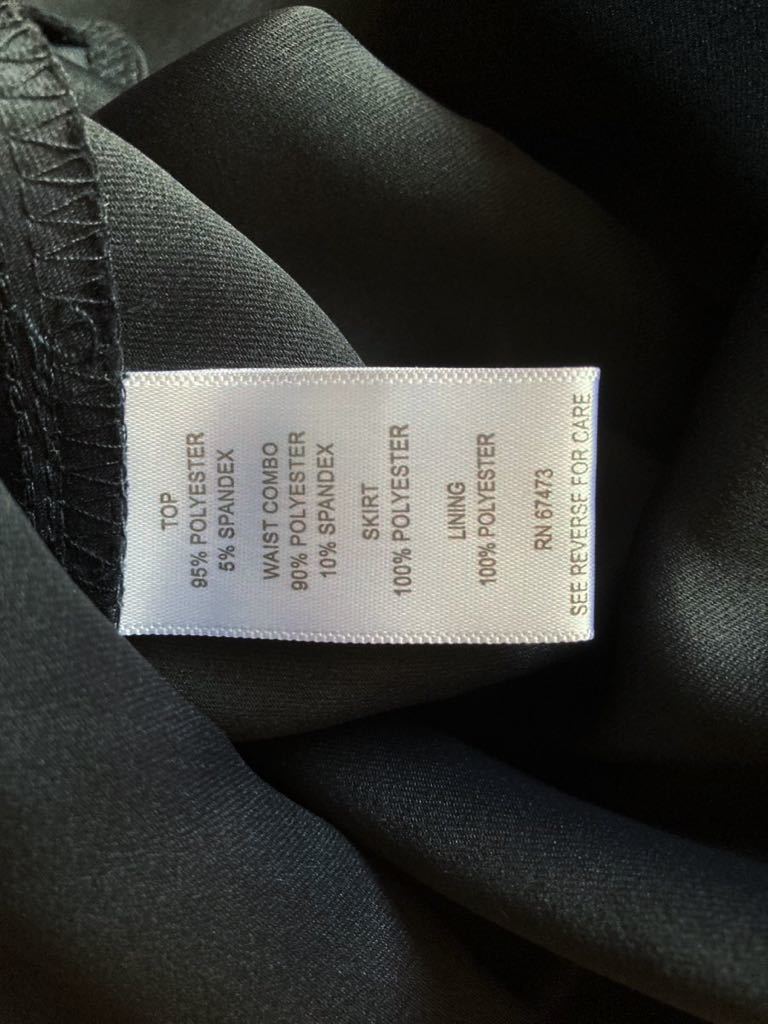 TOP
95% POLYESTER
5% SPANDEX
WAIST COMBO
90% POLYESTER
10% SPANDEX
SKIRT
100% POLYESTER
LINING
100% POLYESTER
RN 67473
SEE REVERSE FOR CARE